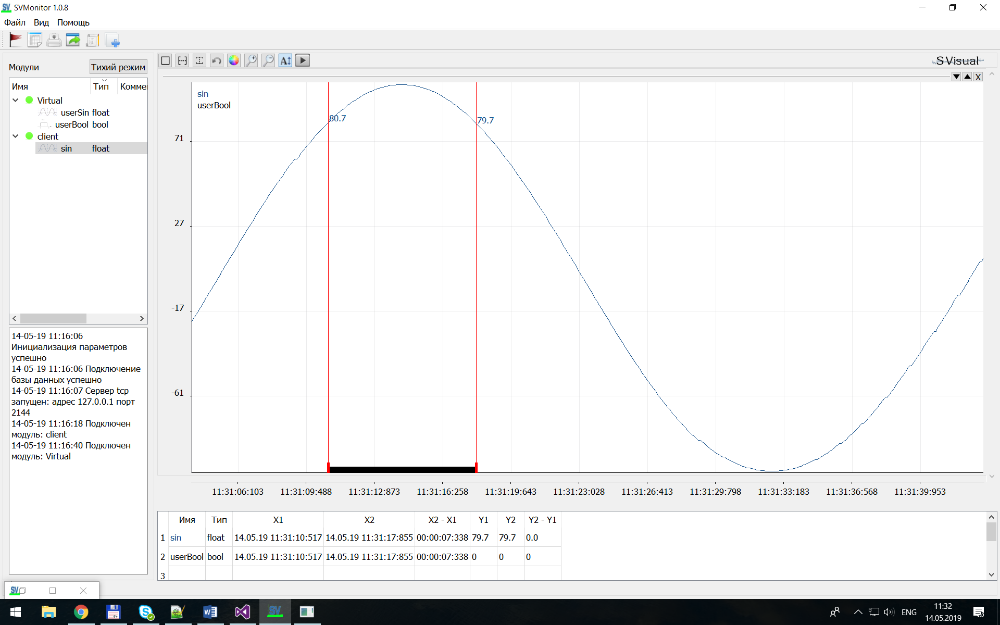 SVMonitor 1.0.8
Файл Вид Помощь
Модули Тихий режим
Имя Тип Комме
Virtual
userSin float
userBool bool
client
sin float
14-05-19 11:16:06
Инициализация параметров
успешно
14-05-19 11:16:06 Подключение
базы данных успешно
14-05-19 11:16:07 Сервер tcp
запущен: адрес 127.0.0.1 порт
2144
14-05-19 11:16:18 Подключен
модуль: client
14-05-19 11:16:40 Подключен
модуль: Virtual
SVisual
X
sin
userBool
80.7
79.7
71
27
-17
-61
11:31:06:103 11:31:09:488 11:31:12:873 11:31:16:258 11:31:19:643 11:31:23:028 11:31:26:413 11:31:29:798 11:31:33:183 11:31:36:568 11:31:39:953
Имя Тип X1 X2 X2 - X1 Y1 Y2 Y2 - Y1
1 sin float 14.05.19 11:31:10:517 14.05.19 11:31:17:855 00:00:07:338 79.7 79.7 0.0
2 userBool bool 14.05.19 11:31:10:517 14.05.19 11:31:17:855 00:00:07:338 0 0 0
3
SV
ENG
11:32
14.05.2019